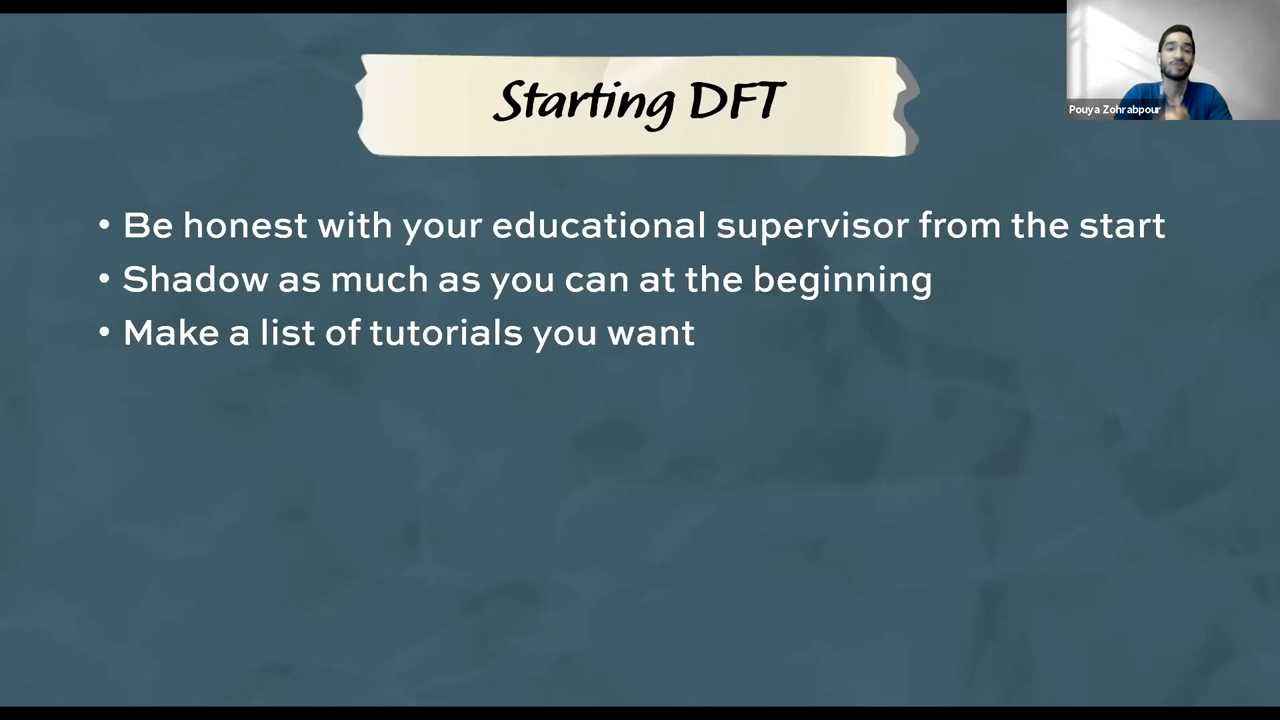 Starting DFT
Pouya Zohrabpour
• Be honest with your educational supervisor from the start
• Shadow as much as you can at the beginning
• Make a list of tutorials you want